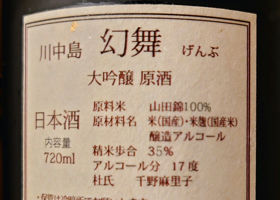 川中島 幻舞 げんぶ
大吟醸 原酒
日本酒
内容量
720ml
原料米 山田錦100%
原材料名 米(国産)・米麹(国産米)
醸造アルコール
精米歩合 35%
アルコール分 17度
杜氏 千野麻里子